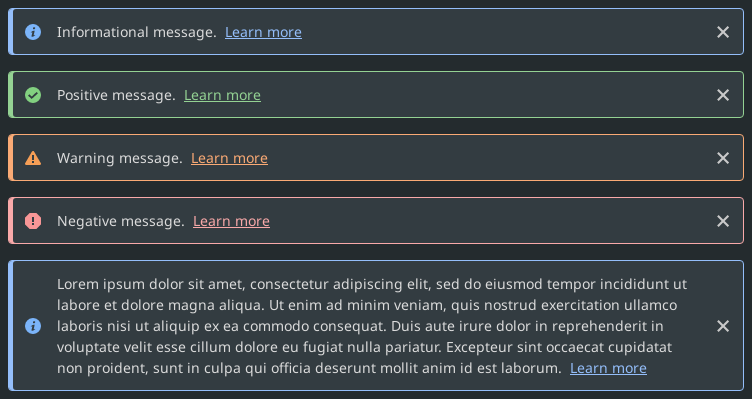 Informational message. Learn more
Positive message. Learn more
Warning message. Learn more
Negative message. Learn more
Lorem ipsum dolor sit amet, consectetur adipiscing elit, sed do eiusmod tempor incididunt ut
labore et dolore magna aliqua. Ut enim ad minim veniam, quis nostrud exercitation ullamco
laboris nisi ut aliquip ex ea commodo consequat. Duis aute irure dolor in reprehenderit in
voluptate velit esse cillum dolore eu fugiat nulla pariatur. Excepteur sint occaecat cupidatat
non proident, sunt in culpa qui officia deserunt mollit anim id est laborum. Learn more